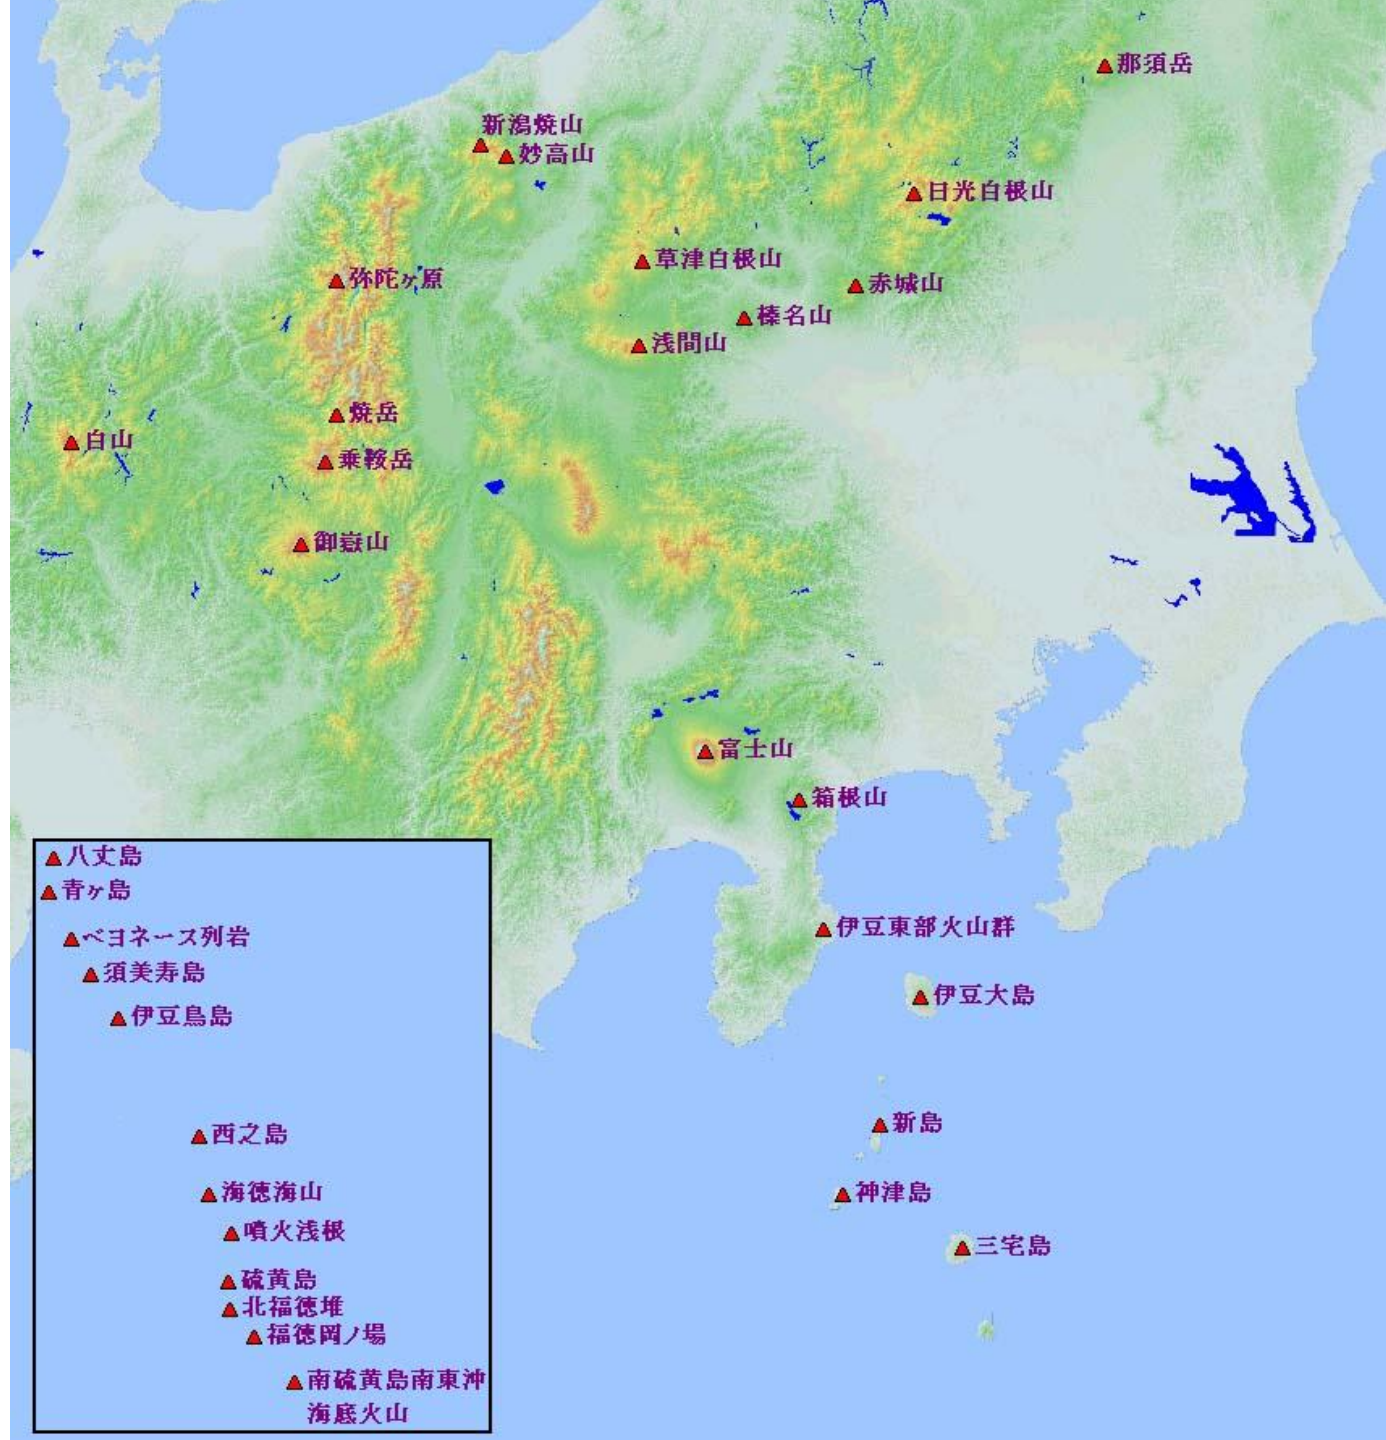 那須岳
新潟焼山
妙高山
日光白根山
草津白根山
弥陀ヶ原
赤城山
榛名山
浅間山
焼岳
白山
乗鞍岳
御嶽山
富士山
箱根山
八丈島
青ヶ島
ベヨネース列岩
須美寿島
伊豆鳥島
西之島
海徳海山
噴火浅根
硫黄島
北福徳堆
福徳岡ノ場
南硫黄島南東沖
海底火山
伊豆東部火山群
伊豆大島
新島
神津島
三宅島